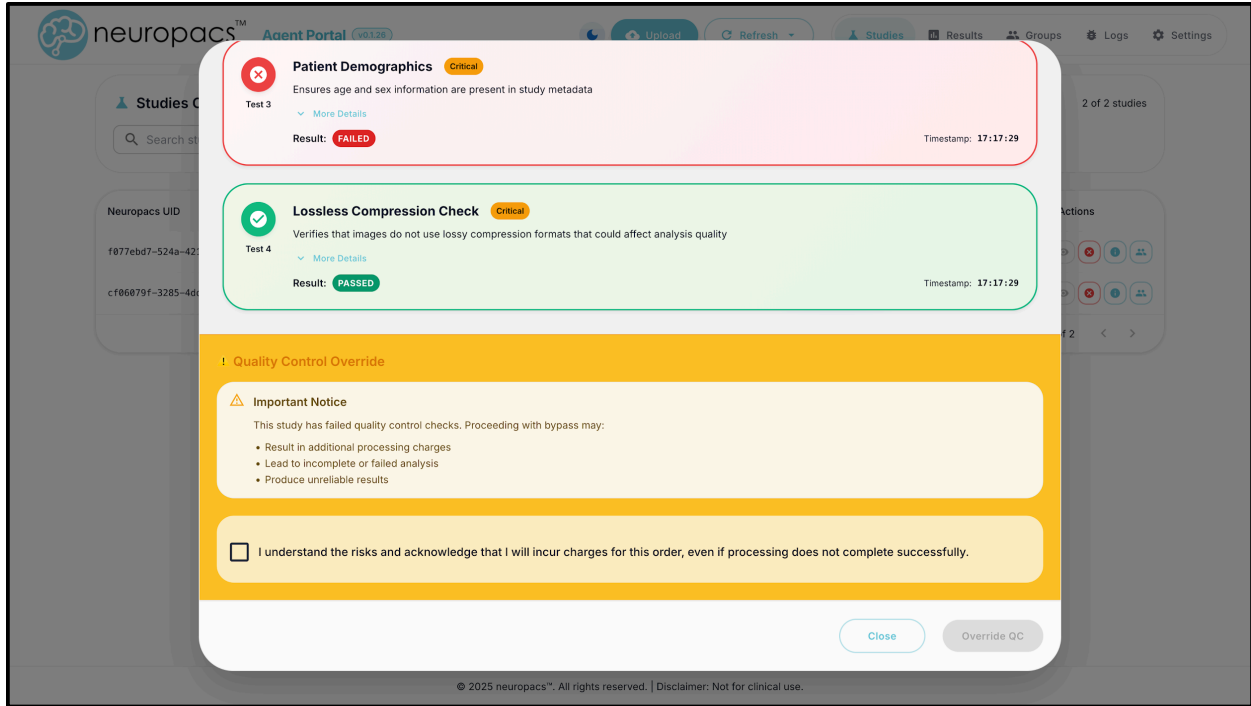 neuropacs™
Agent Portal v0.1.26
Upload
Refresh
Studies
Results
Groups
Logs
Settings
Studies
2 of 2 studies
Search
Neuropacs UID
Actions
f077ebd7-524a-42
cf06079f-3285-4d
of 2
Patient Demographics Critical
Ensures age and sex information are present in study metadata
Test 3
More Details
Result: FAILED
Timestamp: 17:17:29
Lossless Compression Check Critical
Verifies that images do not use lossy compression formats that could affect analysis quality
Test 4
More Details
Result: PASSED
Timestamp: 17:17:29
! Quality Control Override
Important Notice
This study has failed quality control checks. Proceeding with bypass may:
• Result in additional processing charges
• Lead to incomplete or failed analysis
• Produce unreliable results
I understand the risks and acknowledge that I will incur charges for this order, even if processing does not complete successfully.
Close
Override QC
© 2025 neuropacs™. All rights reserved. | Disclaimer: Not for clinical use.